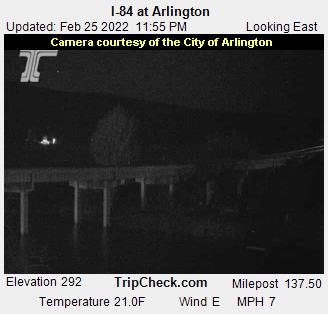 I-84 at Arlington
Updated: Feb 25 2022 11:55 PM Looking East
Camera courtesy of the City of Arlington
Elevation 292 TripCheck.com Milepost 137.50
Temperature 21.0F Wind E MPH 7